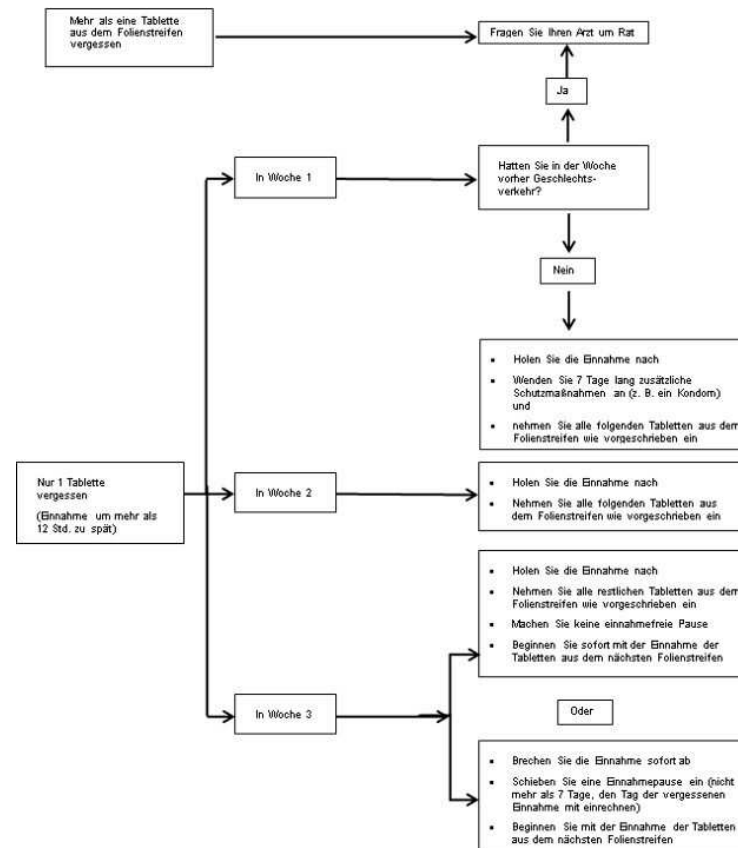 Mehr als eine Tablette
aus dem Folienstreifen
vergessen
Fragen Sie Ihren Arzt um Rat
Ja
In Woche 1
Hatten Sie in der Woche
vorher Geschlechts-
verkehr?
Nein
▪ Holen Sie die Einnahme nach
▪ Wenden Sie 7 Tage lang zusätzliche
Schutzmaßnahmen an (z. B. ein Kondom)
und
▪ nehmen Sie alle folgenden Tabletten aus dem
Folienstreifen wie vorgeschrieben ein
Nur 1 Tablette
vergessen
(Einnahme um mehr als
12 Std. zu spät)
In Woche 2
▪ Holen Sie die Einnahme nach
▪ Nehmen Sie alle folgenden Tabletten aus
dem Folienstreifen wie vorgeschrieben ein
▪ Holen Sie die Einnahme nach
▪ Nehmen Sie alle restlichen Tabletten aus dem
Folienstreifen wie vorgeschrieben ein
▪ Machen Sie keine einnahmefreie Pause
▪ Beginnen Sie sofort mit der Einnahme der
Tabletten aus dem nächsten Folienstreifen
In Woche 3
Oder
▪ Brechen Sie die Einnahme sofort ab
▪ Schieben Sie eine Einnahmepause ein (nicht
mehr als 7 Tage, den Tag der vergessenen
Einnahme mit einrechnen)
▪ Beginnen Sie mit der Einnahme der Tabletten
aus dem nächsten Folienstreifen